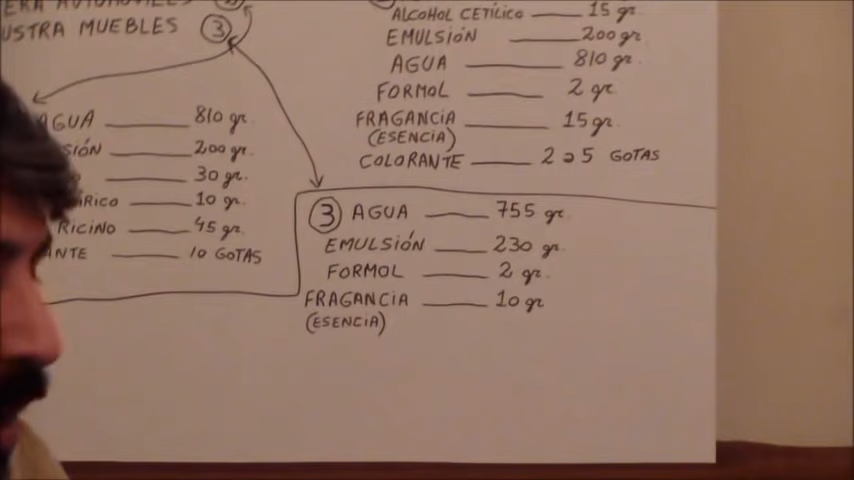 MUEBLES 3
AGUA 810 gr.
200 gr.
30 gr.
10 gr.
RICINO 45 gr.
10 GOTAS
ALCOHOL CETÍLICO 15 gr.
EMULSIÓN 200 gr.
AGUA 810 gr.
FORMOL 2 gr.
FRAGANCIA 15 gr.
(ESENCIA)
COLORANTE 2 a 5 GOTAS
3 AGUA 755 gr.
EMULSIÓN 230 gr.
FORMOL 2 gr.
FRAGANCIA 10 gr
(ESENCIA)